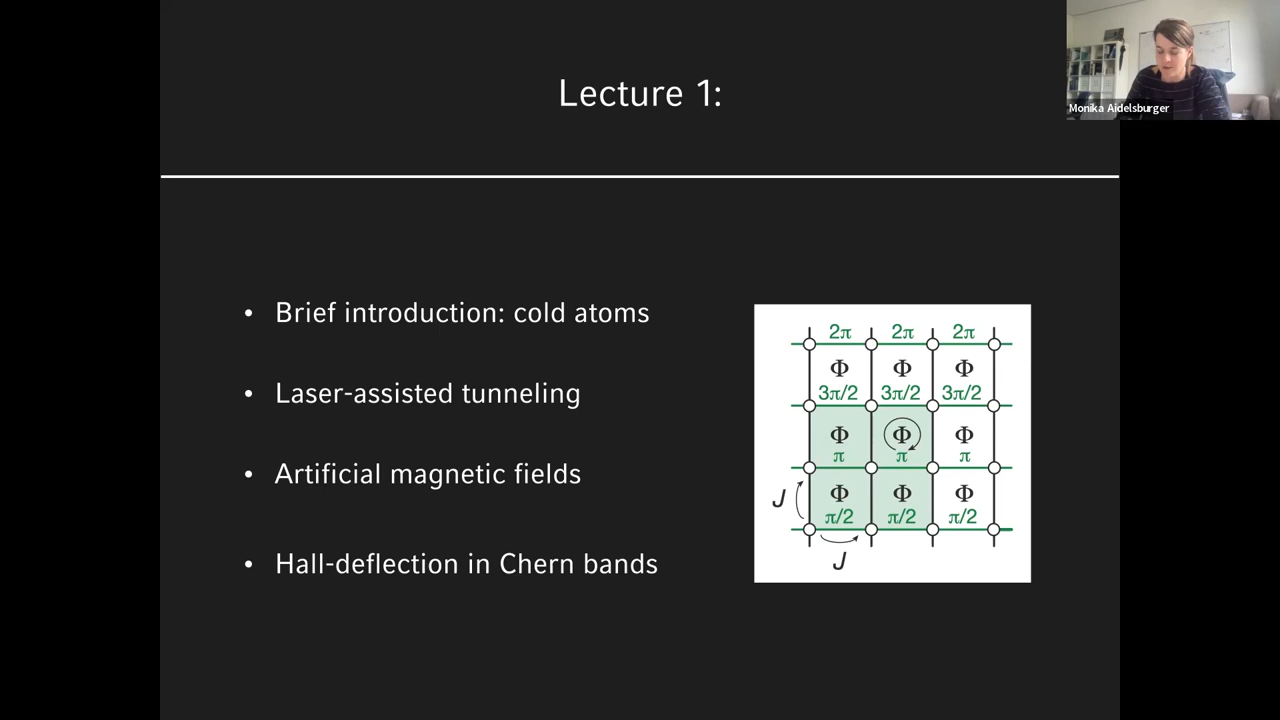 Lecture 1:
Monika Aidelsburger
• Brief introduction: cold atoms
• Laser-assisted tunneling
• Artificial magnetic fields
• Hall-deflection in Chern bands
2π 2π 2π
Φ Φ Φ
3π/2 3π/2 3π/2
Φ Φ Φ
π π π
J
Φ Φ Φ
π/2 π/2 π/2
J